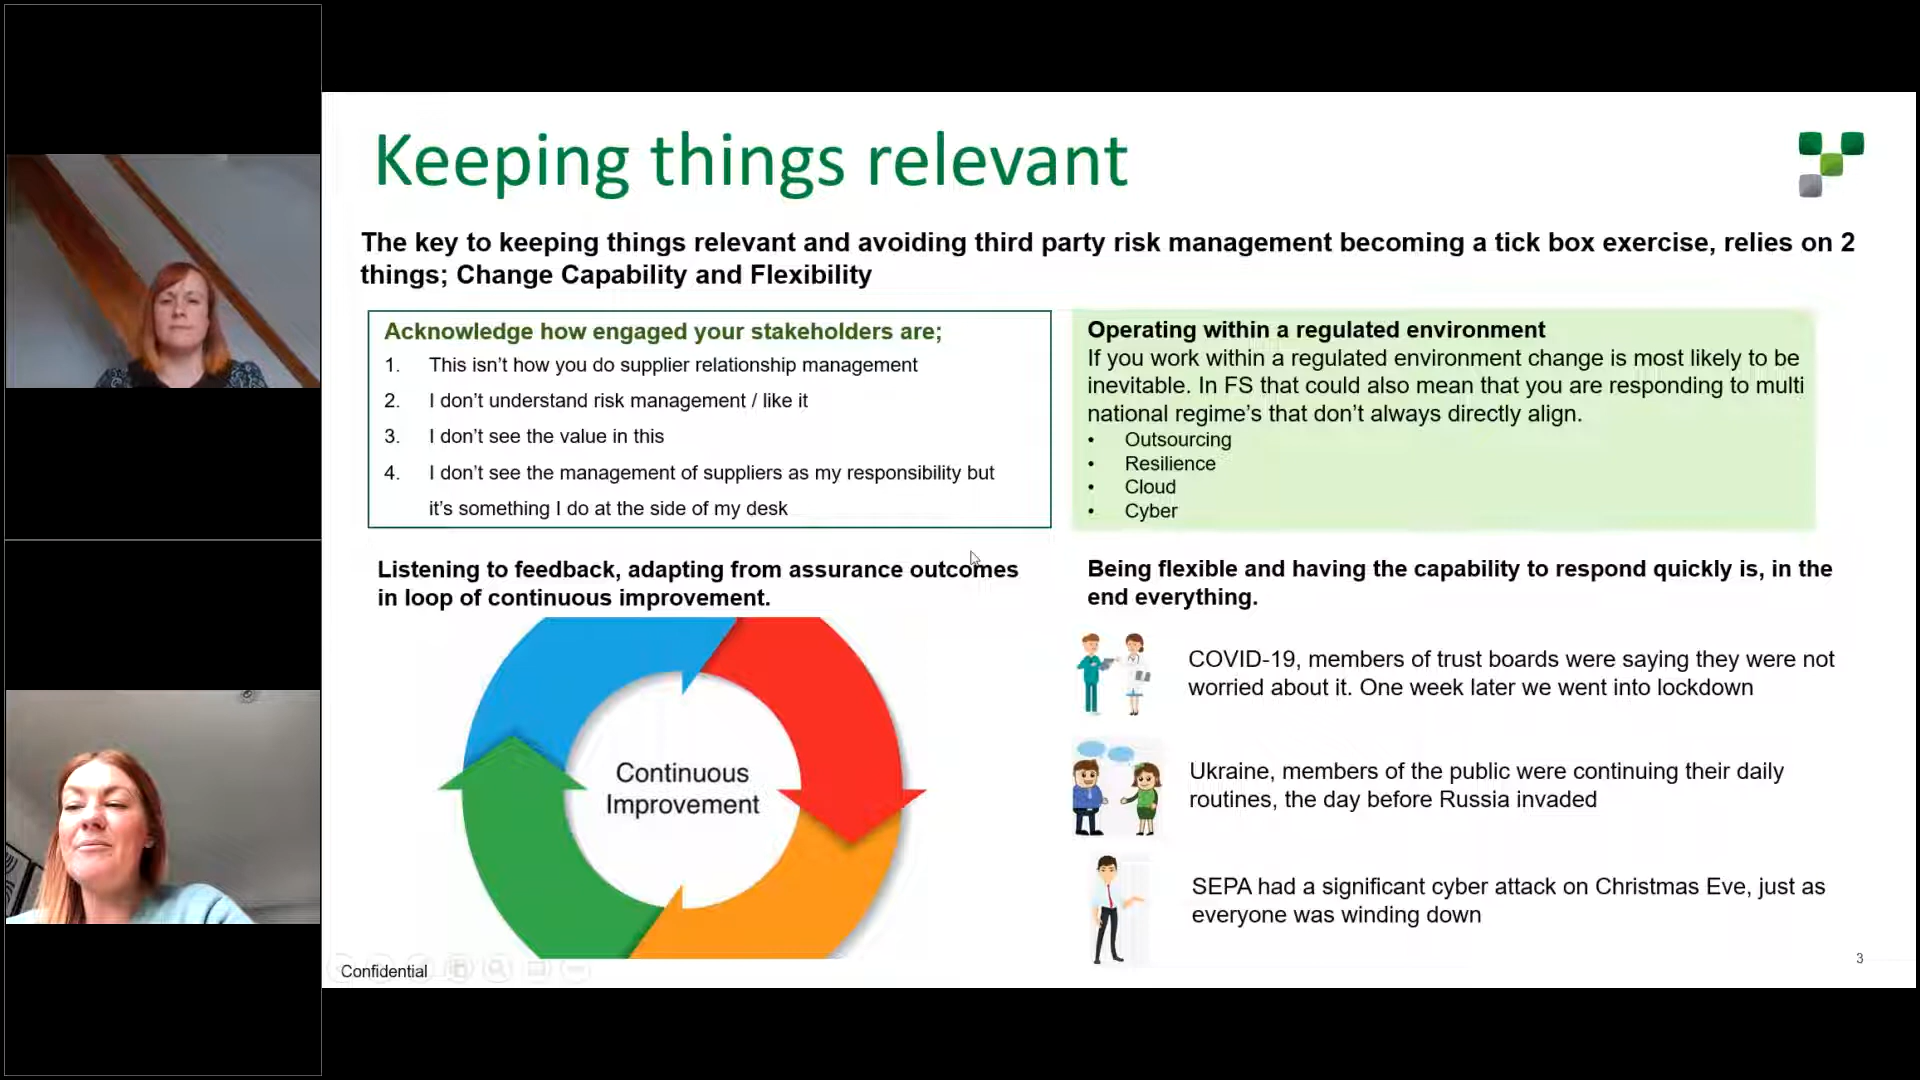 Keeping things relevant
The key to keeping things relevant and avoiding third party risk management becoming a tick box exercise, relies on 2
things; Change Capability and Flexibility
Acknowledge how engaged your stakeholders are;
1. This isn't how you do supplier relationship management
2. I don't understand risk management / like it
3. I don't see the value in this
4. I don't see the management of suppliers as my responsibility but
it's something I do at the side of my desk
Operating within a regulated environment
If you work within a regulated environment change is most likely to be
inevitable. In FS that could also mean that you are responding to multi
national regime's that don't always directly align.
• Outsourcing
• Resilience
• Cloud
• Cyber
Listening to feedback, adapting from assurance outcomes
in loop of continuous improvement.
Continuous
Improvement
Being flexible and having the capability to respond quickly is, in the
end everything.
COVID-19, members of trust boards were saying they were not
worried about it. One week later we went into lockdown
Ukraine, members of the public were continuing their daily
routines, the day before Russia invaded
SEPA had a significant cyber attack on Christmas Eve, just as
everyone was winding down
Confidential
3